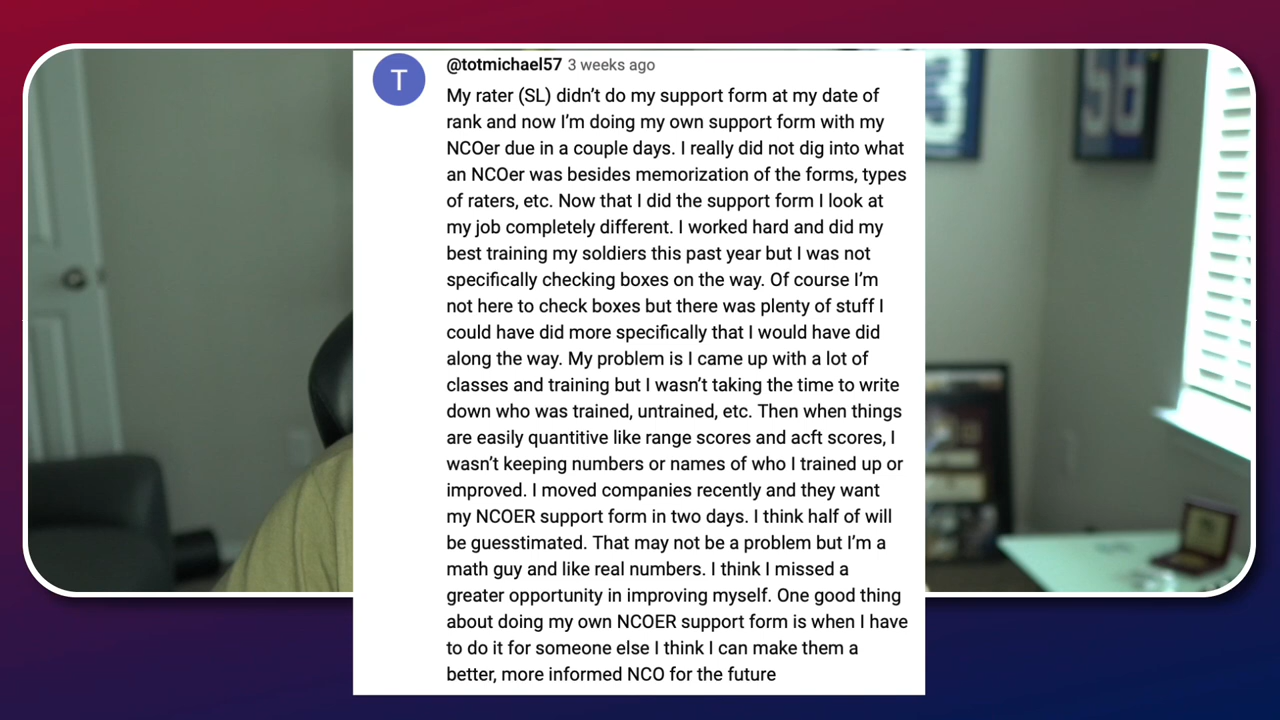 T
@totmichael57 3 weeks ago
My rater (SL) didn't do my support form at my date of
rank and now I'm doing my own support form with my
NCOer due in a couple days. I really did not dig into what
an NCOer was besides memorization of the forms, types
of raters, etc. Now that I did the support form I look at
my job completely different. I worked hard and did my
best training my soldiers this past year but I was not
specifically checking boxes on the way. Of course I'm
not here to check boxes but there was plenty of stuff I
could have did more specifically that I would have did
along the way. My problem is I came up with a lot of
classes and training but I wasn't taking the time to write
down who was trained, untrained, etc. Then when things
are easily quantitive like range scores and acft scores, I
wasn't keeping numbers or names of who I trained up or
improved. I moved companies recently and they want
my NCOER support form in two days. I think half of will
be guesstimated. That may not be a problem but I'm a
math guy and like real numbers. I think I missed a
greater opportunity in improving myself. One good thing
about doing my own NCOER support form is when I have
to do it for someone else I think I can make them a
better, more informed NCO for the future
56